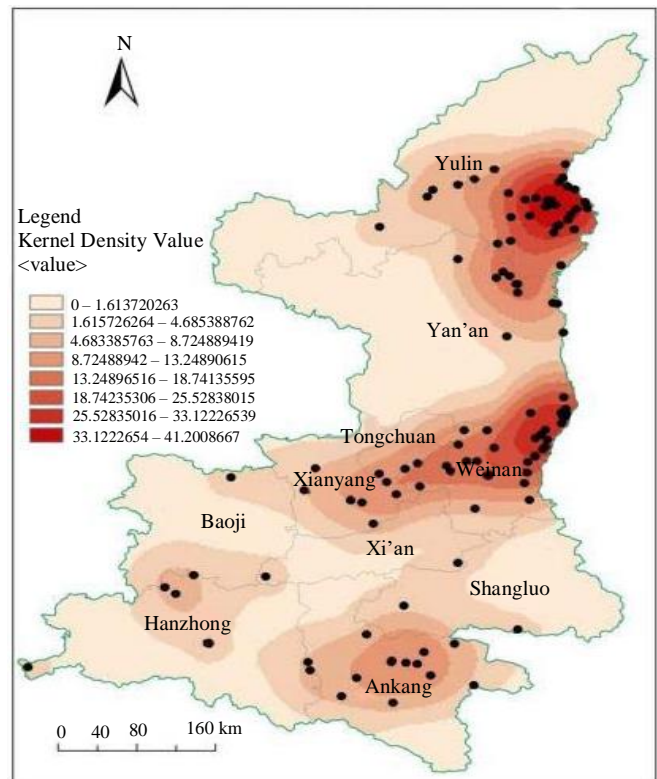 N
Yulin
Legend
Kernel Density Value
<value>
0 – 1.613720263
1.615726264 – 4.685388762
4.683385763 – 8.724889419
8.72488942 – 13.24890615
13.24896516 – 18.74135595
18.74235306 – 25.52838015
25.52835016 – 33.12226539
33.1222654 – 41.2008667
Yan’an
Tongchuan
Xianyang
Weinan
Baoji
Xi’an
Shangluo
Hanzhong
Ankang
0 40 80 160 km